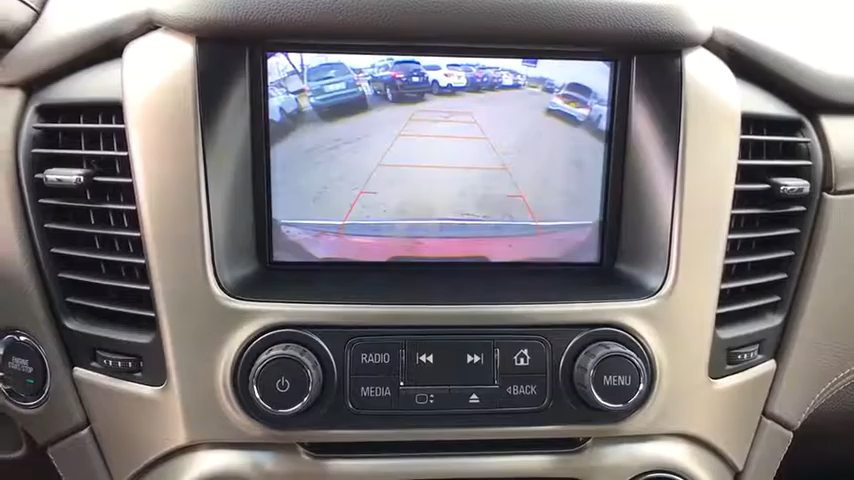 RADIO
MEDIA
BACK
MENU
ENGINE
START/STOP